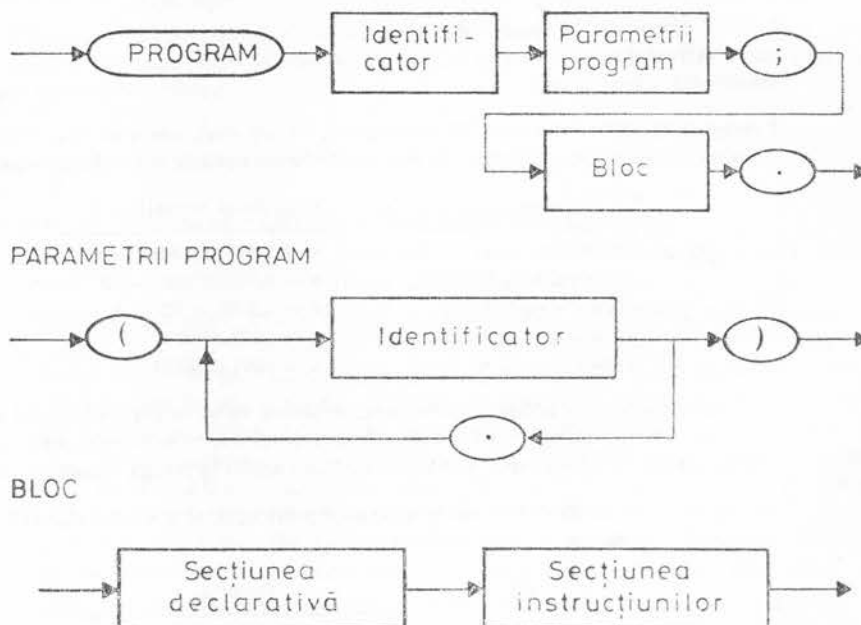 PROGRAM
Identifi-
cator
Parametrii
program
;
Bloc
.
PARAMETRII PROGRAM
(
Identificator
)
.
BLOC
Secțiunea
declarativă
Secțiunea
instrucțiunilor